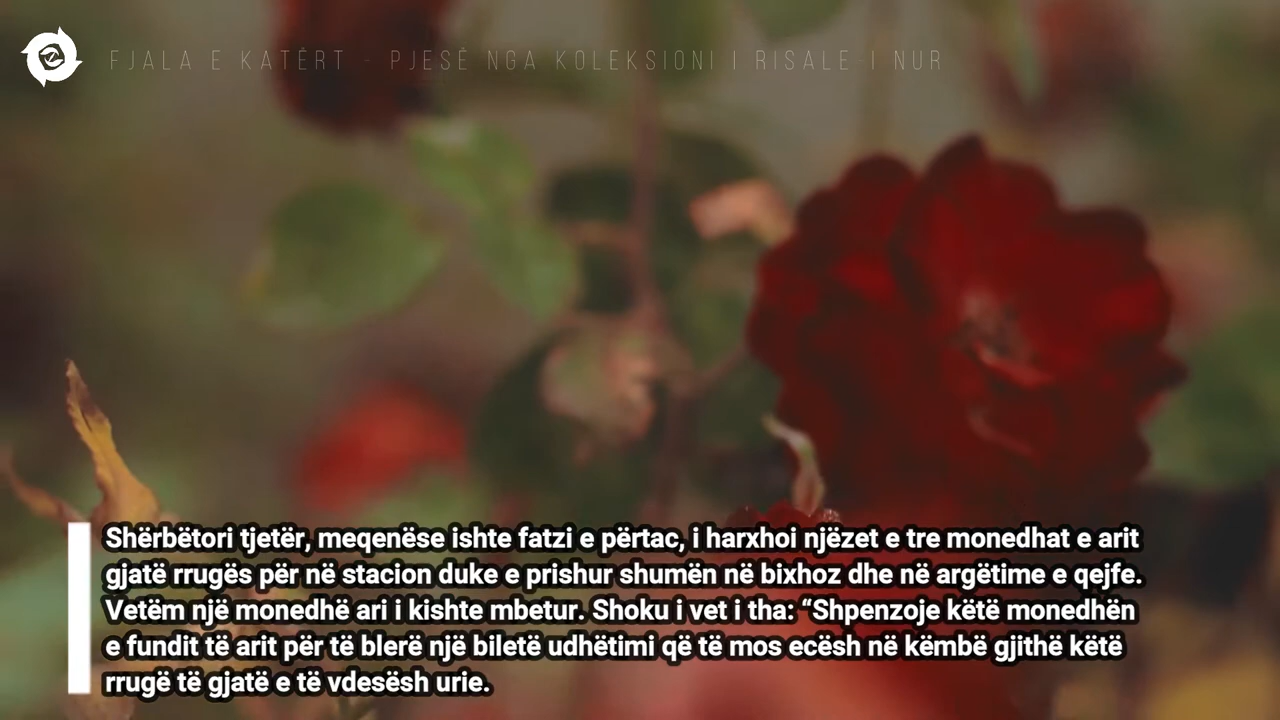 FJALA E KATËRT - PJESË NGA KOLEKSIONI I RISALE-I NUR
Shërbëtori tjetër, meqenëse ishte fatzi e përtac, i harxhoi njëzet e tre monedhat e arit
gjatë rrugës për në stacion duke e prishur shumën në bixhoz dhe në argëtime e qejfe.
Vetëm një monedhë ari i kishte mbetur. Shoku i vet i tha: “Shpenzoje këtë monedhën
e fundit të arit për të blerë një biletë udhëtimi që të mos ecësh në këmbë gjithë këtë
rrugë të gjatë e të vdesësh urie.